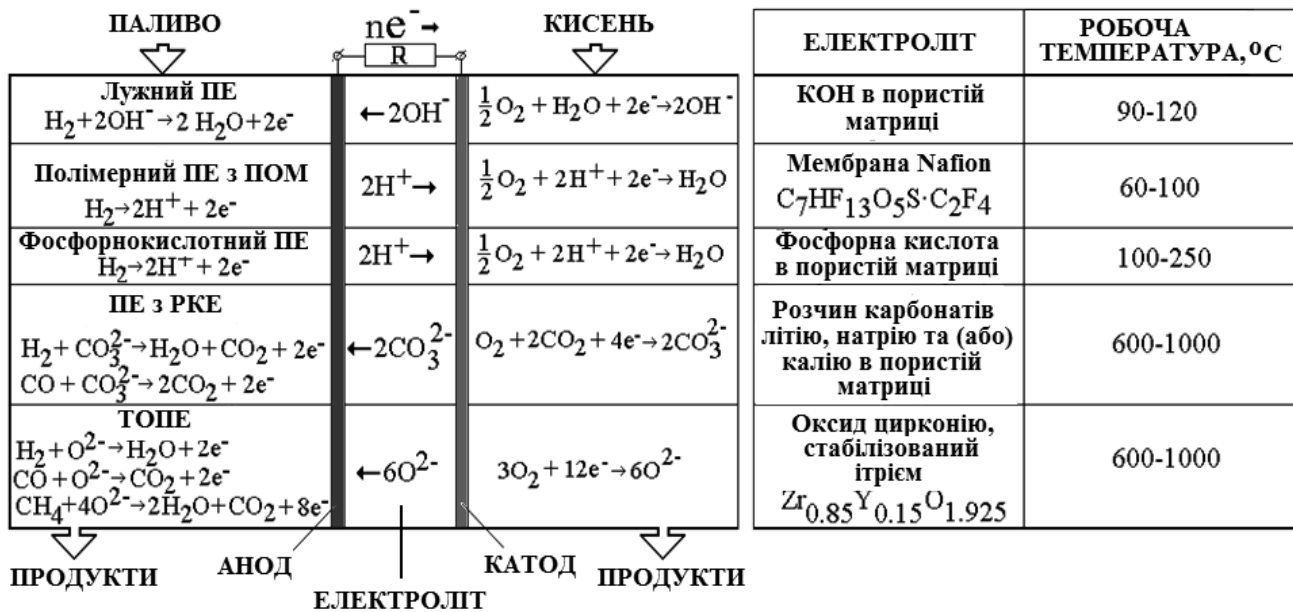 ПАЛИВО
ne⁻→
КИСЕНЬ
R
ЕЛЕКТРОЛІТ
РОБОЧА
ТЕМПЕРАТУРА, ⁰С
Лужний ПЕ
H₂+2OH⁻→2 H₂O+2e⁻
←2OH⁻
½O₂+H₂O+2e⁻→2OH⁻
КОН в пористій
матриці
90-120
Полімерний ПЕ з ПОМ
H₂→2H⁺ + 2e⁻
2H⁺→
½O₂ + 2H⁺ + 2e⁻→H₂O
Мембрана Nafion
C₇HF₁₃O₅S·C₂F₄
60-100
Фосфорнокислотний ПЕ
H₂→2H⁺ + 2e⁻
2H⁺→
½O₂ + 2H⁺ + 2e⁻→H₂O
Фосфорна кислота
в пористій матриці
100-250
ПЕ з РКЕ
H₂ + CO₃²⁻→H₂O+CO₂ + 2e⁻
CO + CO₃²⁻→2CO₂ + 2e⁻
←2CO₃²⁻
O₂ + 2CO₂ + 4e⁻→2CO₃²⁻
Розчин карбонатів
літію, натрію та (або)
калію в пористій
матриці
600-1000
ТОПЕ
H₂+O²⁻→H₂O+2e⁻
CO+O²⁻→CO₂ + 2e⁻
CH₄+4O²⁻→2H₂O+CO₂+8e⁻
←6O²⁻
3O₂ + 12e⁻→6O²⁻
Оксид цирконію,
стабілізований
ітрієм
Zr₀.₈₅Y₀.₁₅O₁.₉₂₅
600-1000
ПРОДУКТИ
АНОД
ЕЛЕКТРОЛІТ
КАТОД
ПРОДУКТИ